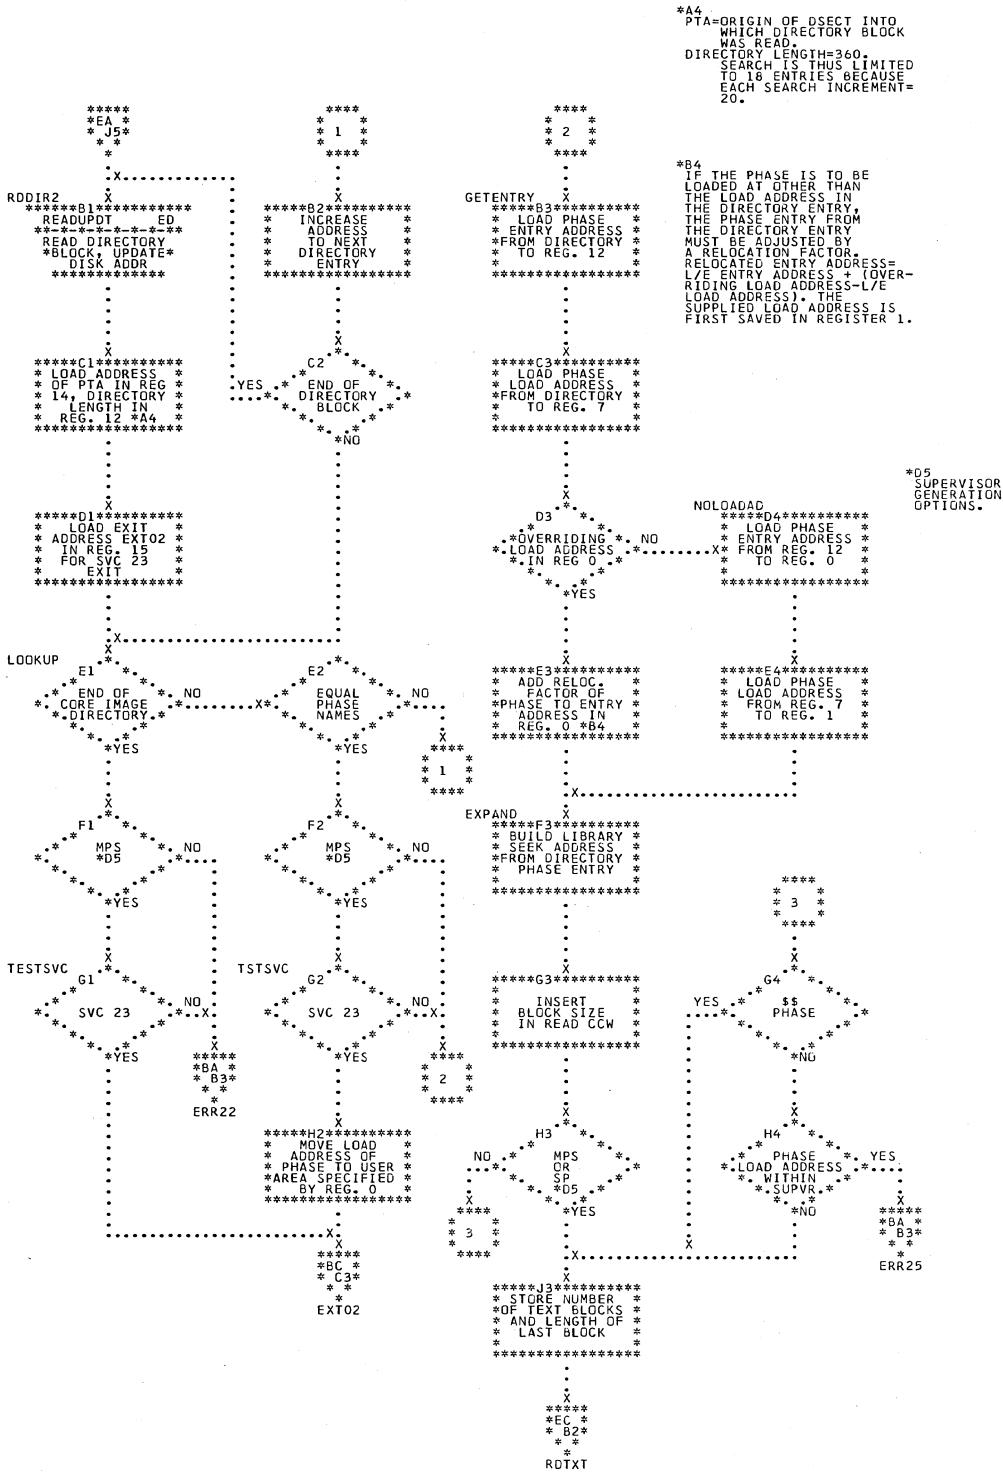 *A4
PTA=ORIGIN OF DSECT INTO
WHICH DIRECTORY BLOCK
WAS READ.
DIRECTORY LENGTH=360.
SEARCH IS THUS LIMITED
TO 18 ENTRIES BECAUSE
EACH SEARCH INCREMENT=
20.
*EA
J5*
1
2
*B4
IF THE PHASE IS TO BE
LOADED AT OTHER THAN
THE LOAD ADDRESS IN
THE DIRECTORY ENTRY,
THE PHASE ENTRY FROM
THE DIRECTORY ENTRY
MUST BE ADJUSTED BY
A RELOCATION FACTOR.
RELOCATED ENTRY ADDRESS=
L/E ENTRY ADDRESS + (OVER-
RIDING LOAD ADDRESS-L/E
LOAD ADDRESS). THE
SUPPLIED LOAD ADDRESS IS
FIRST SAVED IN REGISTER 1.
RDDIR2
*****B1**********
READUPDT ED
READ DIRECTORY
*BLOCK, UPDATE*
DISK ADDR
*****B2**********
INCREASE
ADDRESS
TO NEXT
DIRECTORY
ENTRY
GETENTRY
*****B3**********
LOAD PHASE
ENTRY ADDRESS
*FROM DIRECTORY
TO REG. 12
*****C1**********
LOAD ADDRESS
OF PTA IN REG
14, DIRECTORY
LENGTH IN
REG. 12 *A4
C2
END OF
DIRECTORY
BLOCK
YES
*NO
*****C3**********
LOAD PHASE
LOAD ADDRESS
*FROM DIRECTORY
TO REG. 7
*D5
SUPERVISOR
GENERATION
OPTIONS.
*****D1**********
LOAD EXIT
ADDRESS EXT02
IN REG. 15
FOR SVC 23
EXIT
D3
*OVERRIDING
LOAD ADDRESS
IN REG 0
NO
*YES
NOLOADAD
*****D4**********
LOAD PHASE
ENTRY ADDRESS
FROM REG. 12
TO REG. 0
LOOKUP
E1
END OF
CORE IMAGE
DIRECTORY
NO
*YES
E2
EQUAL
PHASE
NAMES
NO
*YES
1
*****E3**********
ADD RELOC.
FACTOR OF
*PHASE TO ENTRY
ADDRESS IN
REG. 0 *B4
*****E4**********
LOAD PHASE
LOAD ADDRESS
FROM REG. 7
TO REG. 1
F1
MPS
*D5
NO
*YES
F2
MPS
*D5
NO
*YES
EXPAND
*****F3**********
BUILD LIBRARY
SEEK ADDRESS
*FROM DIRECTORY
PHASE ENTRY
3
TESTSVC
G1
SVC 23
NO
*YES
*BA
B3*
ERR22
TSTSVC
G2
SVC 23
NO
*YES
2
*****G3**********
INSERT
BLOCK SIZE
IN READ CCW
G4
$$
PHASE
YES
*NO
*****H2**********
MOVE LOAD
ADDRESS OF
PHASE TO USER
*AREA SPECIFIED
BY REG. 0
H3
MPS
OR
SP
*D5
NO
*YES
3
H4
PHASE
LOAD ADDRESS
WITHIN
SUPVR.
YES
*NO
*BA
B3*
ERR25
*BC
C3*
EXT02
*****J3**********
STORE NUMBER
*OF TEXT BLOCKS
AND LENGTH OF
LAST BLOCK
*EC
B2*
RDTXT